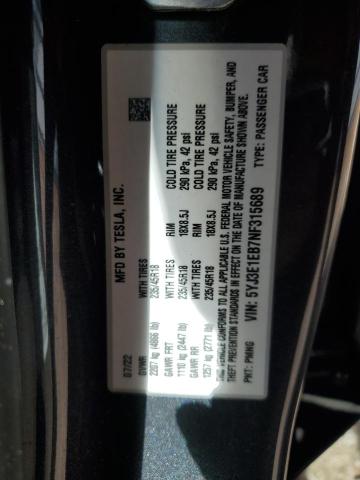 MFD BY TESLA, INC.
07/22
GVWR
2207 kg (4866 lb) WITH TIRES 235/45R18 RIM 18X8.5J COLD TIRE PRESSURE 290 kPa, 42 psi
GAWR FRT
1110 kg (2447 lb) WITH TIRES 235/45R18 RIM 18X8.5J COLD TIRE PRESSURE 290 kPa, 42 psi
GAWR RR
1257 kg (2771 lb)
THIS VEHICLE CONFORMS TO ALL APPLICABLE U.S. FEDERAL MOTOR VEHICLE SAFETY, BUMPER, AND
THEFT PREVENTION STANDARDS IN EFFECT ON THE DATE OF MANUFACTURE SHOWN ABOVE.
VIN: 5YJ3E1EB7NF315689 TYPE: PASSENGER CAR
PKT: PMNG